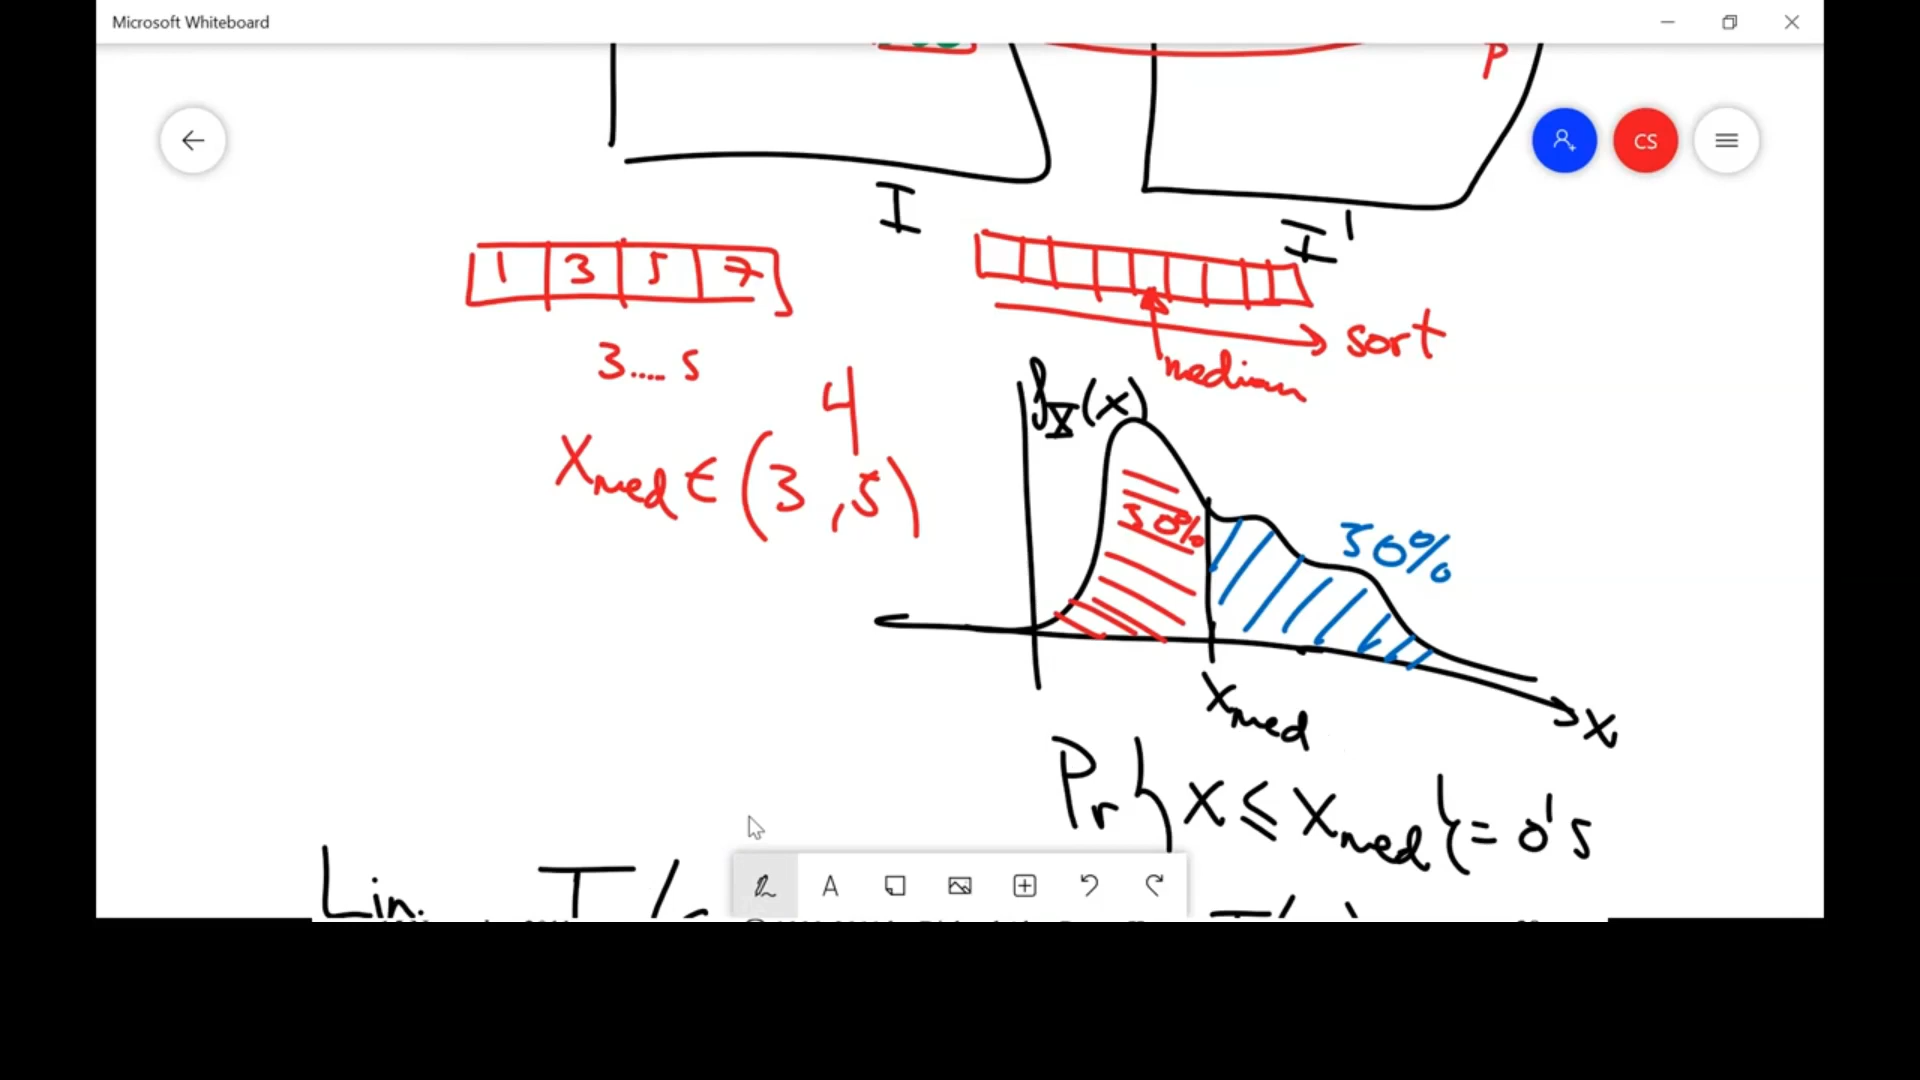 Microsoft Whiteboard
P
CS
I
I'
1 3 5 7
sort
3.....5
median
4
fX(x)
Xmed ∈ (3,5)
50%
50%
Xmed
x
Pr{x ≤ Xmed} = 0'5
Lin.
A